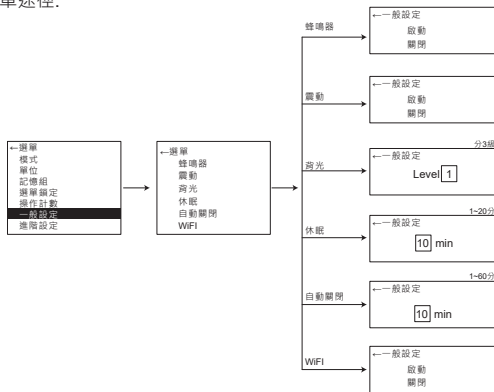 單途徑:
←選單
模式
單位
記憶組
選單鎖定
操作計數
一般設定
進階設定
←選單
蜂鳴器
震動
背光
休眠
自動關閉
WiFI
蜂鳴器
←一般設定
啟動
關閉
震動
←一般設定
啟動
關閉
背光
分3級
←一般設定
Level 1
休眠
1~20分
←一般設定
10 min
自動關閉
1~60分
←一般設定
10 min
WiFI
←一般設定
啟動
關閉